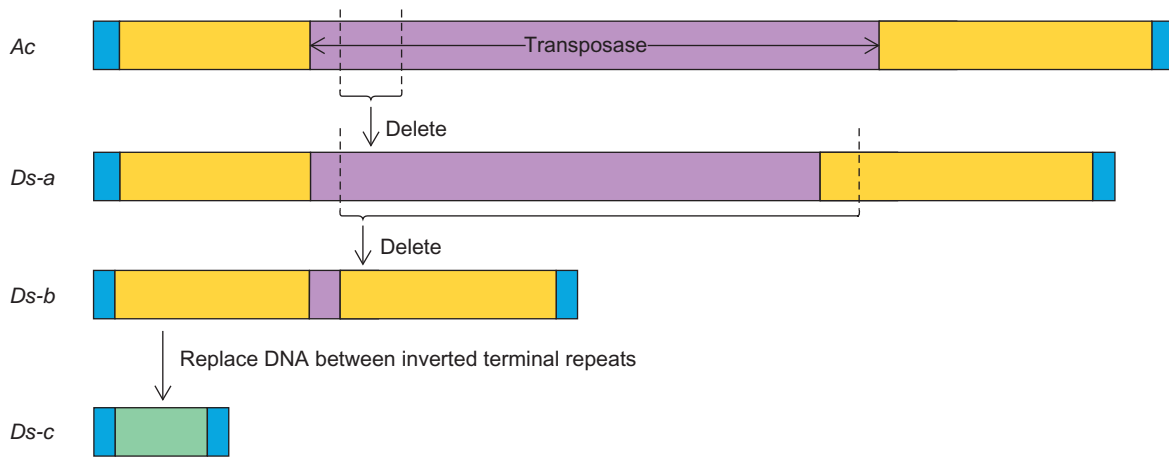 Ac
Transposase
Delete
Ds-a
Delete
Ds-b
Replace DNA between inverted terminal repeats
Ds-c